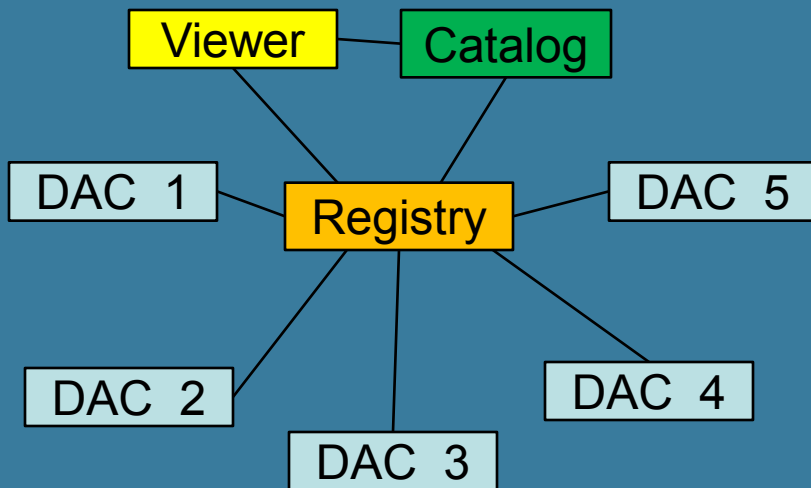 Viewer
Catalog
DAC 1
Registry
DAC 5
DAC 2
DAC 4
DAC 3